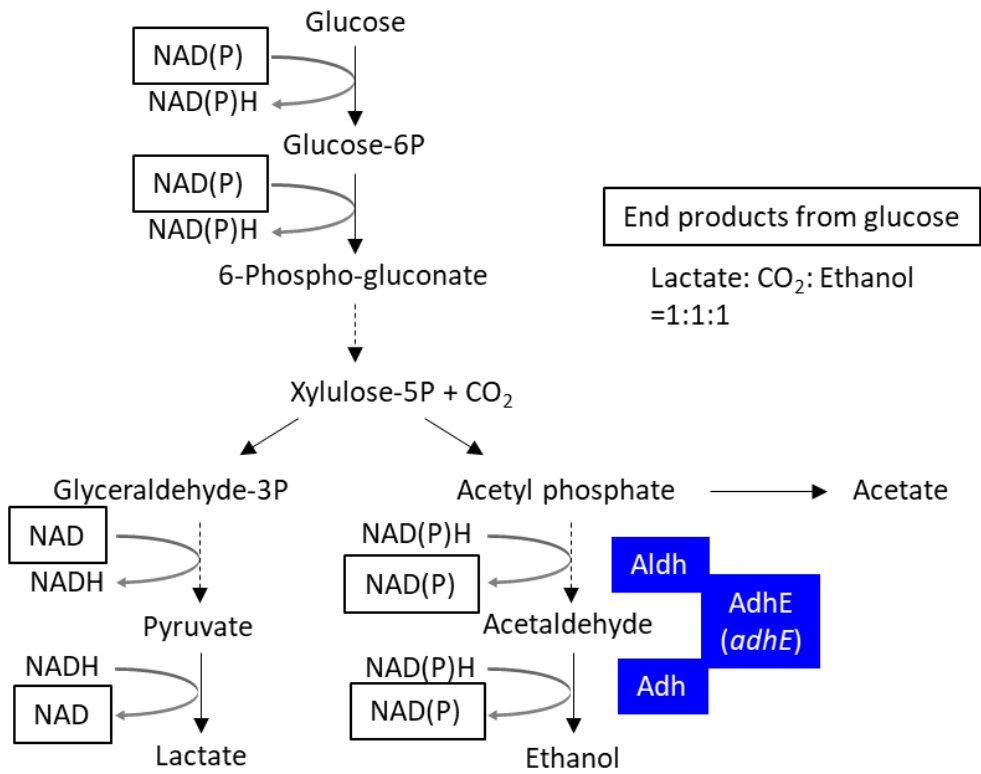 Glucose
NAD(P)
NAD(P)H
Glucose-6P
NAD(P)
NAD(P)H
6-Phospho-gluconate
End products from glucose
Lactate: CO₂: Ethanol
=1:1:1
Xylulose-5P + CO₂
Glyceraldehyde-3P
Acetyl phosphate
Acetate
NAD
NADH
NAD(P)H
NAD(P)
Aldh
AdhE
(adhE)
Pyruvate
Acetaldehyde
NADH
NAD
NAD(P)H
NAD(P)
Adh
Lactate
Ethanol